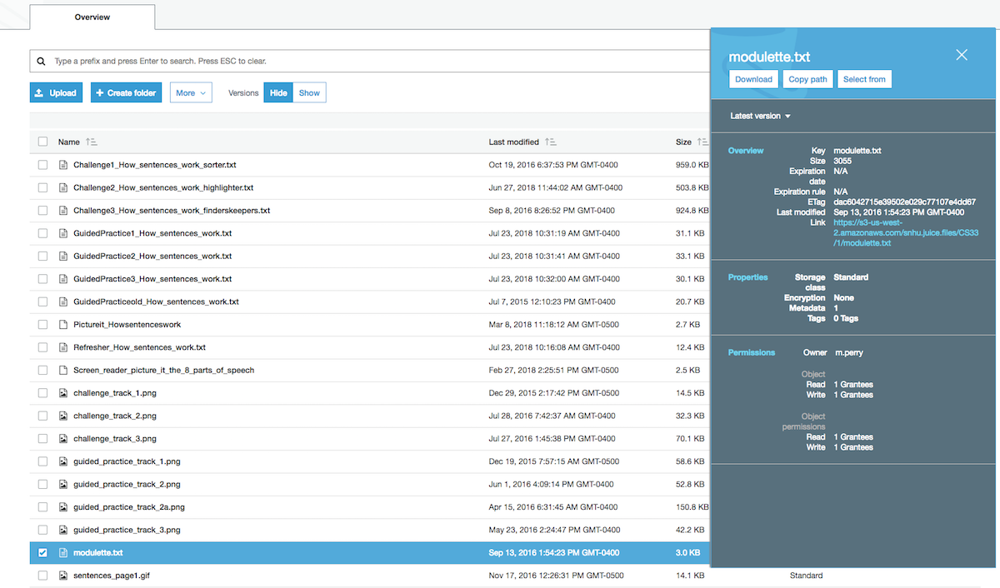 Overview
Type a prefix and press Enter to search. Press ESC to clear.
Upload Create folder More Versions Hide Show
Name Last modified Size
Challenge1_How_sentences_work_sorter.txt Oct 19, 2016 6:37:53 PM GMT-0400 959.0 KB
Challenge2_How_sentences_work_highlighter.txt Jun 27, 2018 11:44:02 AM GMT-0400 503.8 KB
Challenge3_How_sentences_work_finderskeepers.txt Sep 8, 2016 8:26:52 PM GMT-0400 924.8 KB
GuidedPractice1_How_sentences_work.txt Jul 23, 2018 10:31:19 AM GMT-0400 31.1 KB
GuidedPractice2_How_sentences_work.txt Jul 23, 2018 10:31:41 AM GMT-0400 33.1 KB
GuidedPractice3_How_sentences_work.txt Jul 23, 2018 10:32:00 AM GMT-0400 30.1 KB
GuidedPracticeold_How_sentences_work.txt Jul 7, 2015 12:10:23 PM GMT-0400 20.7 KB
Pictureit_Howsentenceswork Mar 8, 2018 11:18:12 AM GMT-0500 2.7 KB
Refresher_How_sentences_work.txt Jul 23, 2018 10:16:08 AM GMT-0400 12.4 KB
Screen_reader_picture_it_the_8_parts_of_speech Feb 27, 2018 2:25:51 PM GMT-0500 2.5 KB
challenge_track_1.png Dec 29, 2015 2:17:42 PM GMT-0500 14.5 KB
challenge_track_2.png Jul 28, 2016 7:42:37 AM GMT-0400 32.3 KB
challenge_track_3.png Jul 27, 2016 1:45:38 PM GMT-0400 70.1 KB
guided_practice_track_1.png Dec 19, 2015 7:57:15 AM GMT-0500 58.6 KB
guided_practice_track_2.png Jun 1, 2016 4:09:14 PM GMT-0400 52.8 KB
guided_practice_track_2a.png Apr 15, 2016 6:31:45 AM GMT-0400 150.8 KB
guided_practice_track_3.png May 23, 2016 2:24:47 PM GMT-0400 42.2 KB
modulette.txt Sep 13, 2016 1:54:23 PM GMT-0400 3.0 KB
sentences_page1.gif Nov 17, 2016 12:26:31 PM GMT-0500 14.1 KB Standard
modulette.txt
Download Copy path Select from
Latest version
Overview Key modulette.txt
Size 3055
Expiration N/A
date
Expiration rule N/A
ETag dac6042715e39502e029c77107e4dd67
Last modified Sep 13, 2016 1:54:23 PM GMT-0400
Link https://s3-us-west-
2.amazonaws.com/snhu.juice.files/CS33
/1/modulette.txt
Properties Storage Standard
class
Encryption None
Metadata 1
Tags 0 Tags
Permissions Owner m.perry
Object
Read 1 Grantees
Write 1 Grantees
Object
permissions
Read 1 Grantees
Write 1 Grantees